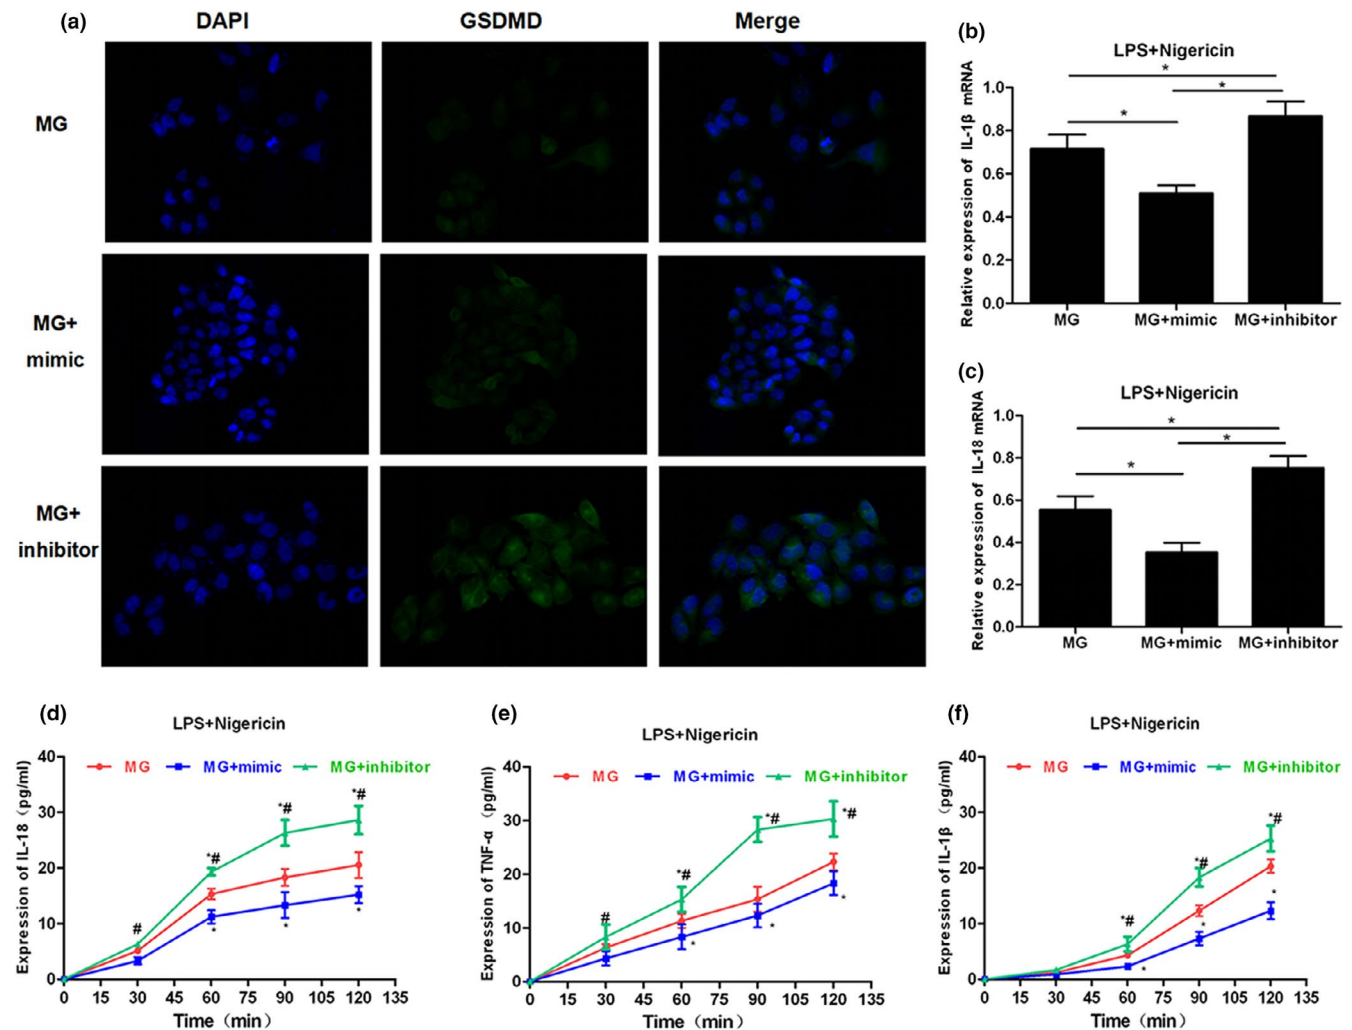 (a)
DAPI
GSDMD
Merge
MG
MG+
mimic
MG+
inhibitor
(b)
LPS+Nigericin
Relative expression of IL-1β mRNA
1.0
0.8
0.6
0.4
0.2
0.0
*
*
*
MG
MG+mimic
MG+inhibitor
(c)
LPS+Nigericin
Relative expression of IL-18 mRNA
1.0
0.8
0.6
0.4
0.2
0.0
*
*
*
MG
MG+mimic
MG+inhibitor
(d)
LPS+Nigericin
Expression of IL-18（pg/ml)
MG
MG+mimic
MG+inhibitor
40
30
20
10
0
#
*#
*#
*#
*
*
*
0 15 30 45 60 75 90 105 120 135
Time（min）
(e)
LPS+Nigericin
Expression of TNF-α（pg/ml)
MG
MG+mimic
MG+inhibitor
40
30
20
10
0
#
*#
*#
*#
*
*
*
0 15 30 45 60 75 90 105 120 135
Time（min）
(f)
LPS+Nigericin
Expression of IL-1β（pg/ml)
MG
MG+mimic
MG+inhibitor
40
30
20
10
0
*#
*#
*#
*
*
*
0 15 30 45 60 75 90 105 120 135
Time（min）